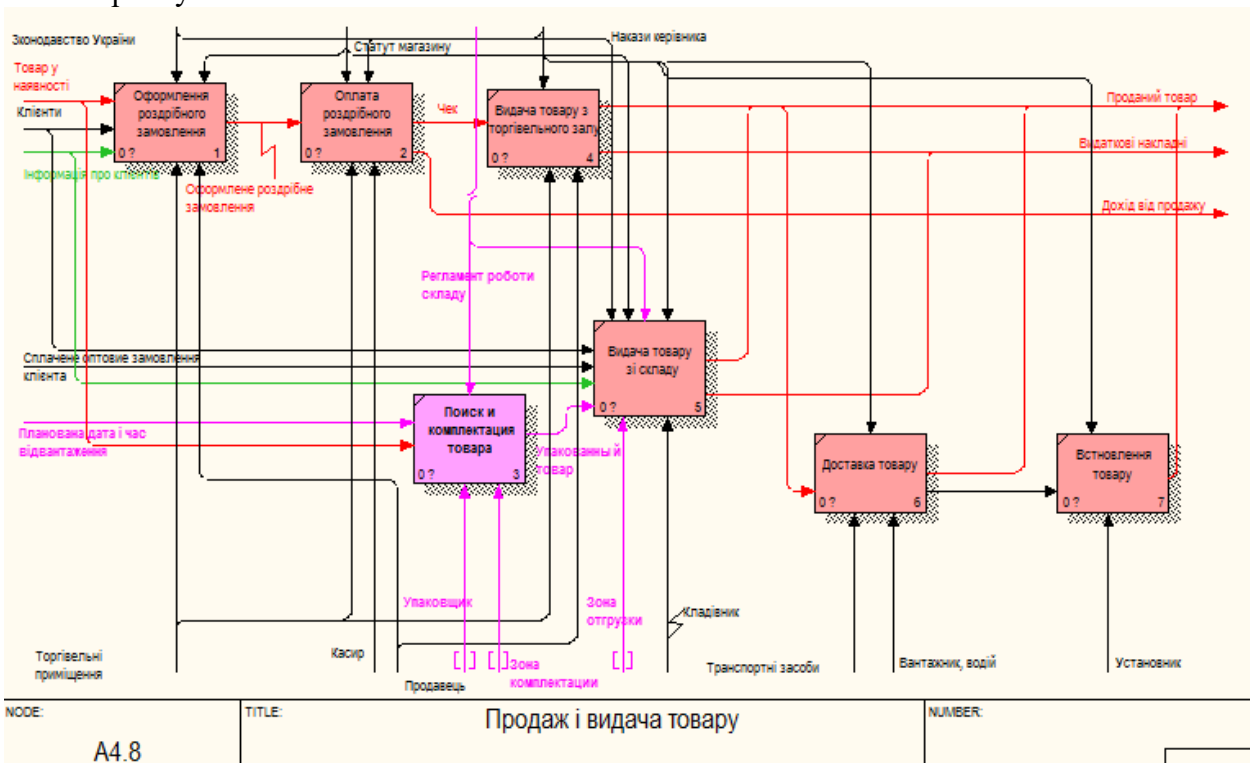 Зконодавство України
Статут магазину
Накази керівника
Товар у
наявності
Клієнти
Інформація про клієнтів
Оформлення
роздрібного
замовлення
0 ? 1
Оплата
роздрібного
замовлення
0 ? 2
Чек
Видача товару з
торгівельного залу
0 ? 4
Проданий товар
Видаткові накладні
Дохід від продажу
Оформлене роздрібне
замовлення
Регламент роботи
складу
Видача товару
зі складу
0 ? 5
Сплачене оптовие замовлення
клієнта
Планована дата і час
відвантаження
Поиск и
комплектация
товара
0 ? 3
Упакованный
товар
Доставка товару
0 ? 6
Встновлення
товару
0 ? 7
Упаковщик
Зона
отгрузки
Кладівник
Торгівельні
приміщення
Касир
Продавець
Зона
комплектации
Транспортні засоби
Вантажник, водій
Установник
NODE:
A4.8
TITLE:
Продаж і видача товару
NUMBER: